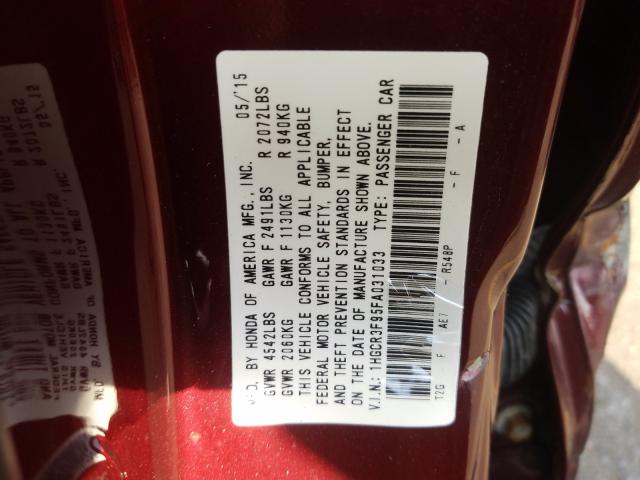 MFD. BY HONDA OF AMERICA MFG., INC. 05/'15
GVWR 4542LBS GAWR F 2491LBS R 2072LBS
GVWR 2060KG GAWR F 1130KG R 940KG
THIS VEHICLE CONFORMS TO ALL APPLICABLE
FEDERAL MOTOR VEHICLE SAFETY, BUMPER,
AND THEFT PREVENTION STANDARDS IN EFFECT
ON THE DATE OF MANUFACTURE SHOWN ABOVE.
V.I.N.: 1HGCR3F95FA031033 TYPE: PASSENGER CAR
T2G - F AE7 - R548P - F - A